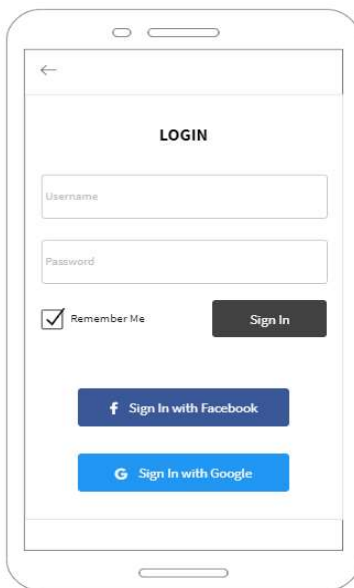 LOGIN
Username
Password
Remember Me
Sign In
f Sign In with Facebook
G Sign In with Google